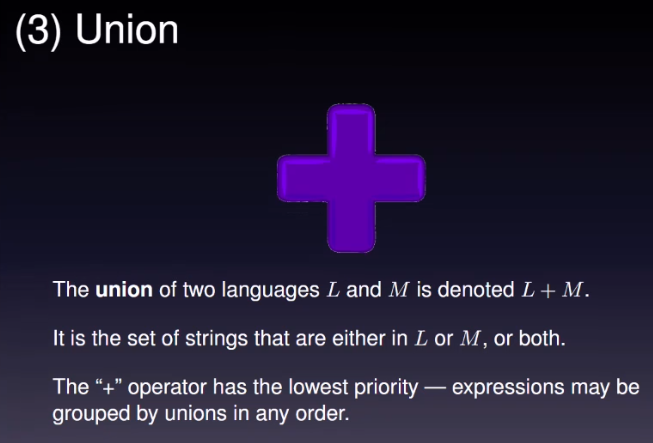 (3) Union
The union of two languages L and M is denoted L + M.
It is the set of strings that are either in L or M, or both.
The “+” operator has the lowest priority — expressions may be
grouped by unions in any order.